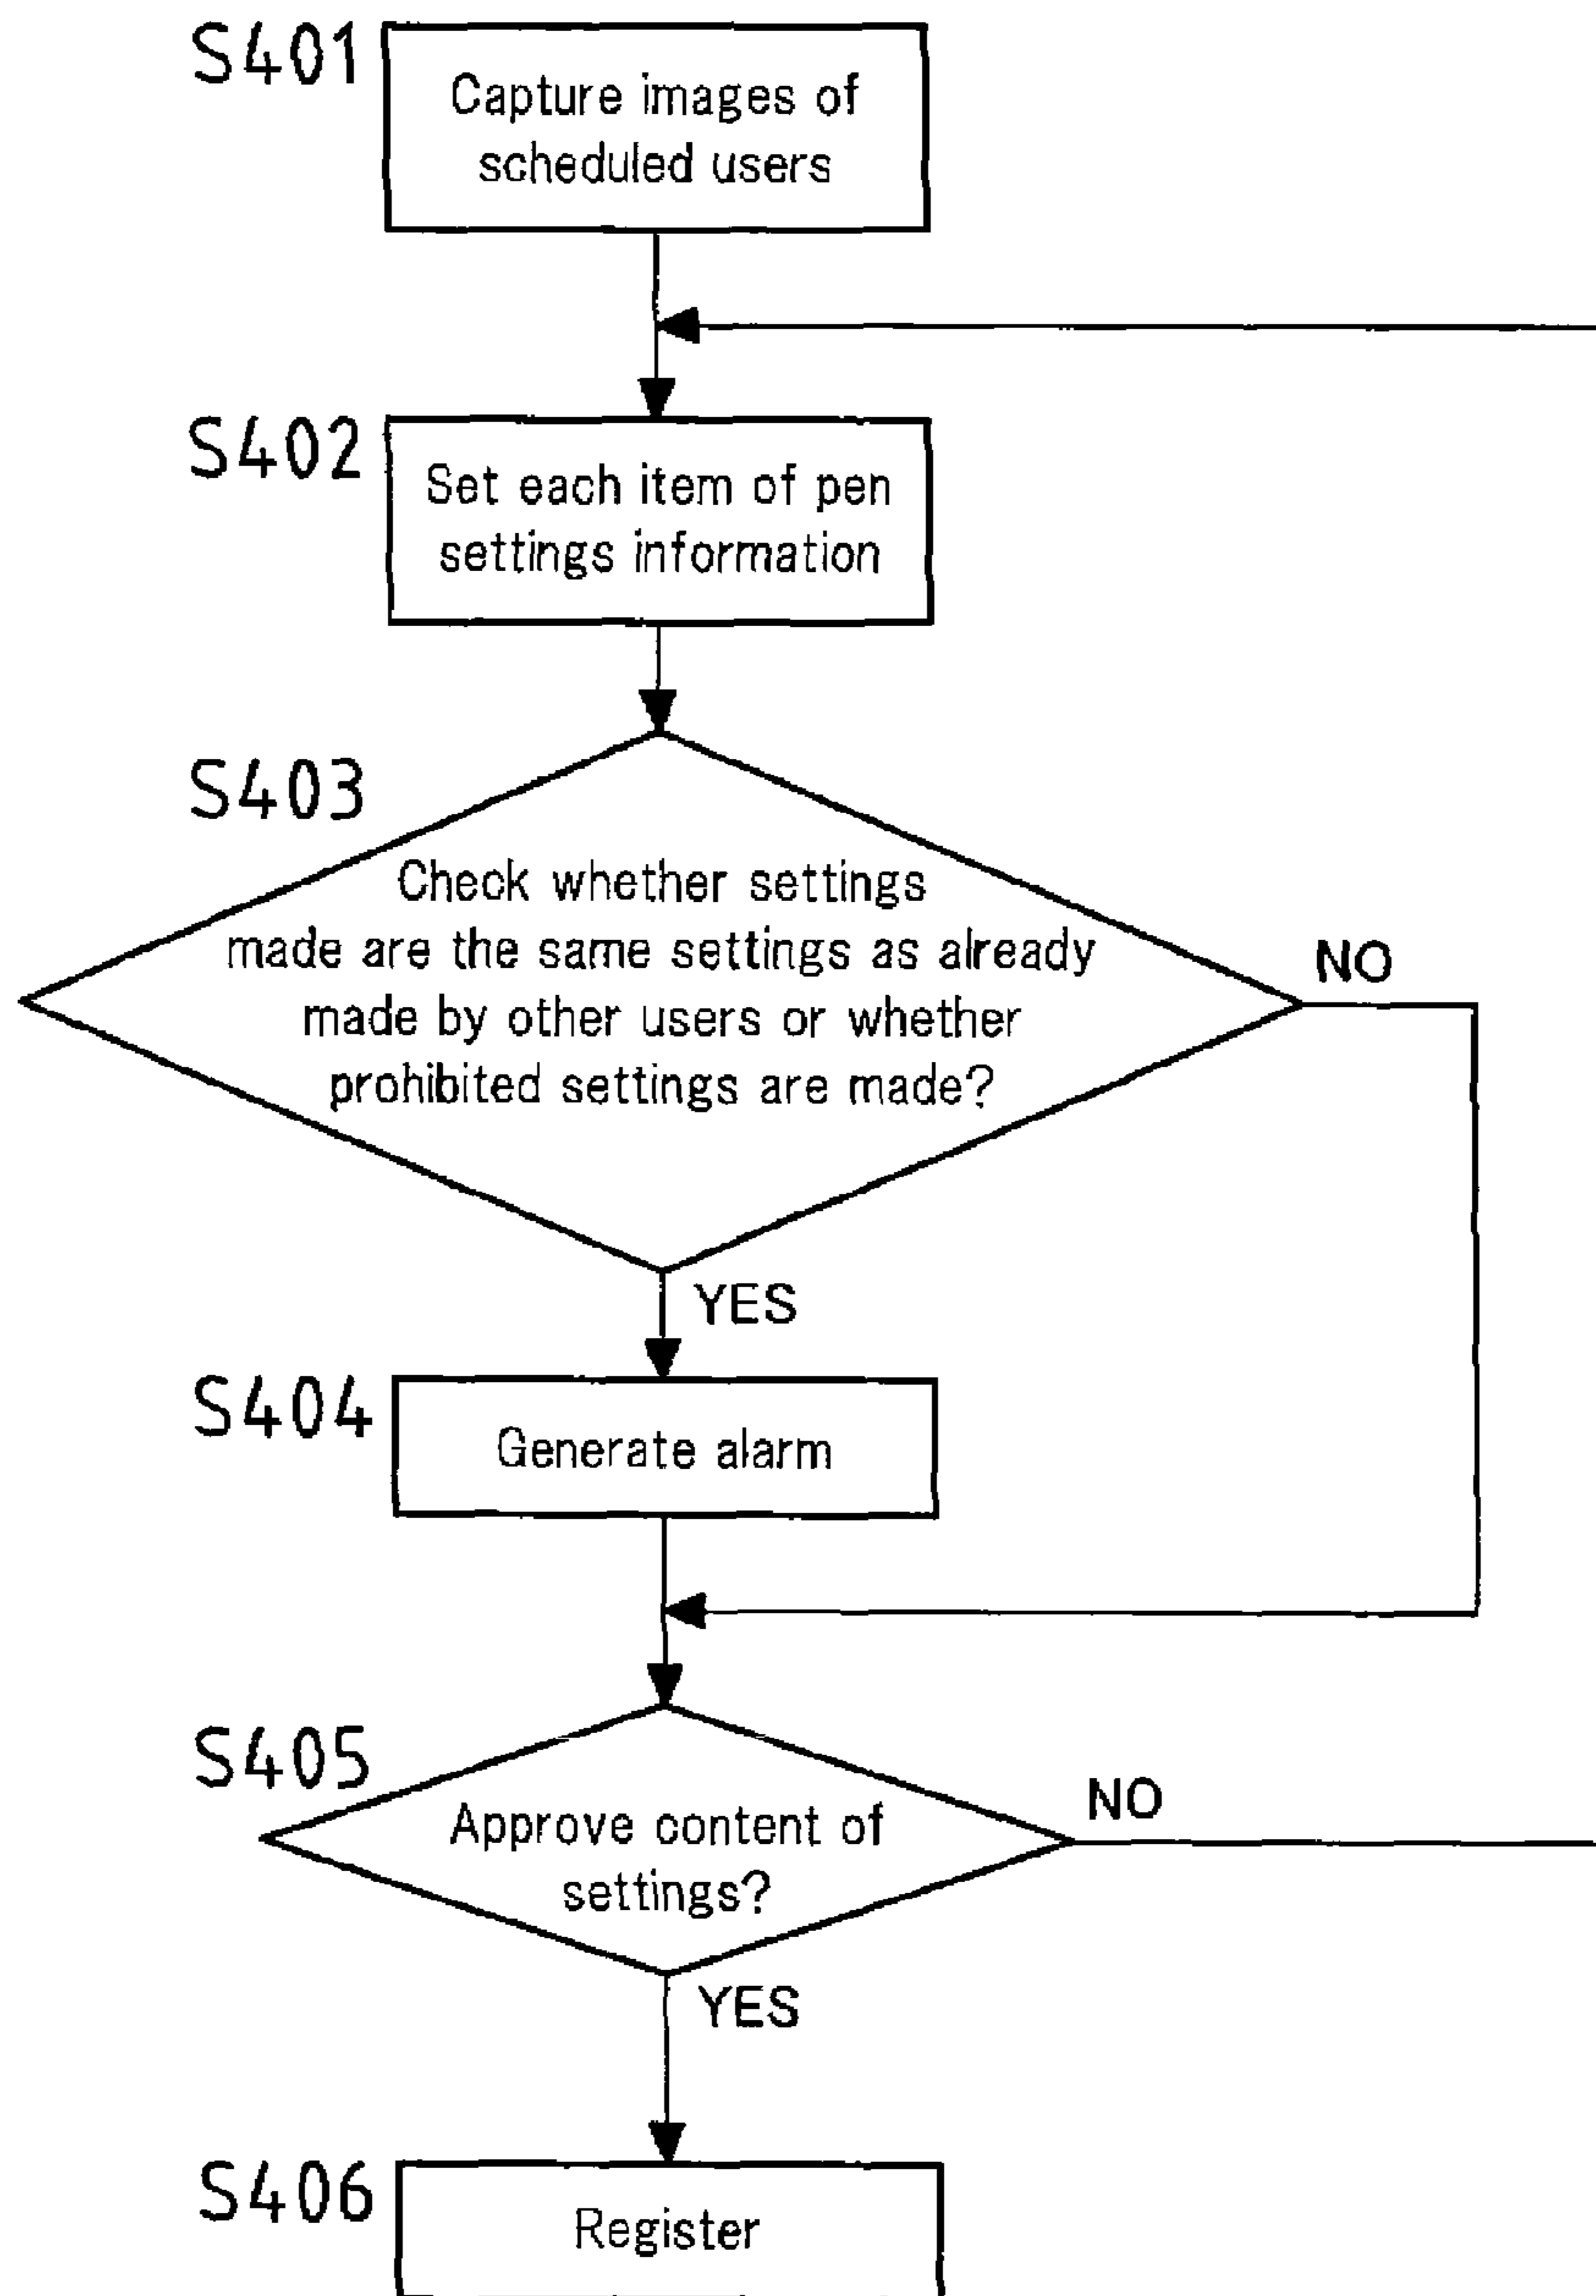 S401
Capture images of
scheduled users
S402
Set each item of pen
settings information
S403
Check whether settings
made are the same settings as already
made by other users or whether
prohibited settings are made?
NO
YES
S404
Generate alarm
S405
Approve content of
settings?
NO
YES
S406
Register